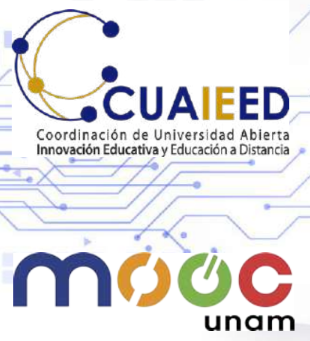 CUAIEED
Coordinación de Universidad Abierta
Innovación Educativa y Educación a Distancia
mooc
unam